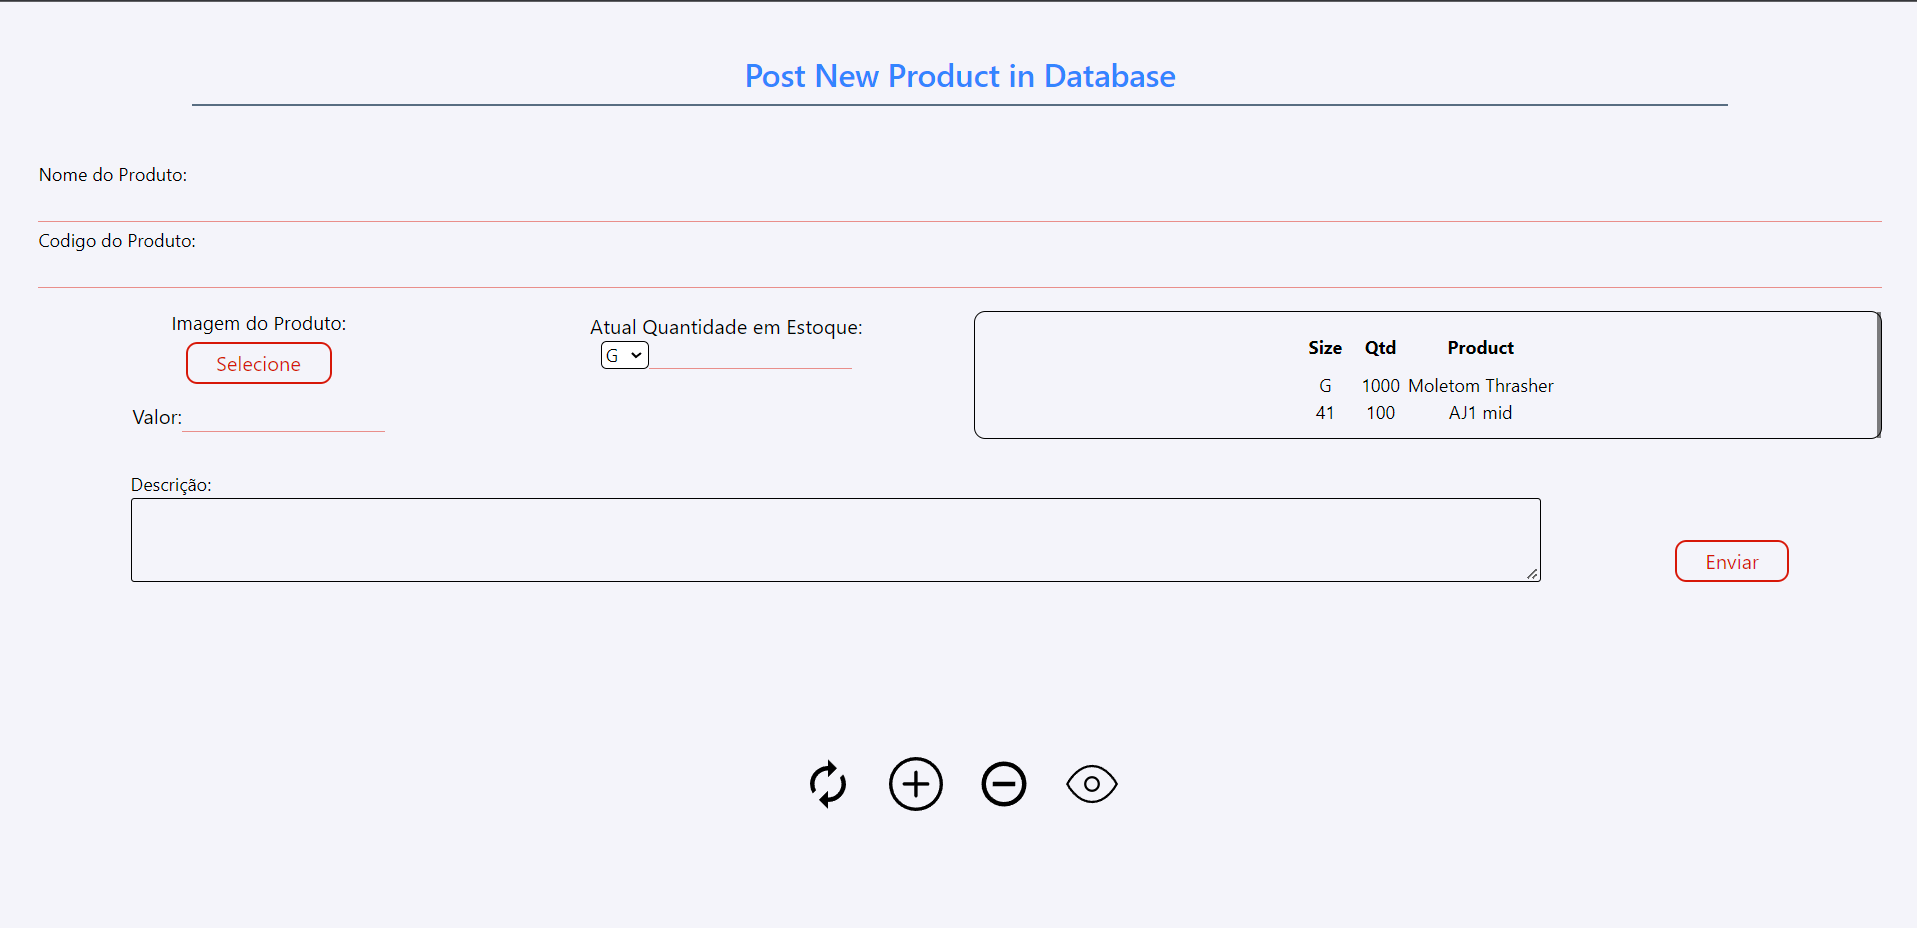 Post New Product in Database
Nome do Produto:
Codigo do Produto:
Imagem do Produto:
Selecione
Valor:
Atual Quantidade em Estoque:
G
Size Qtd Product
G 1000 Moletom Thrasher
41 100 AJ1 mid
Descrição:
Enviar